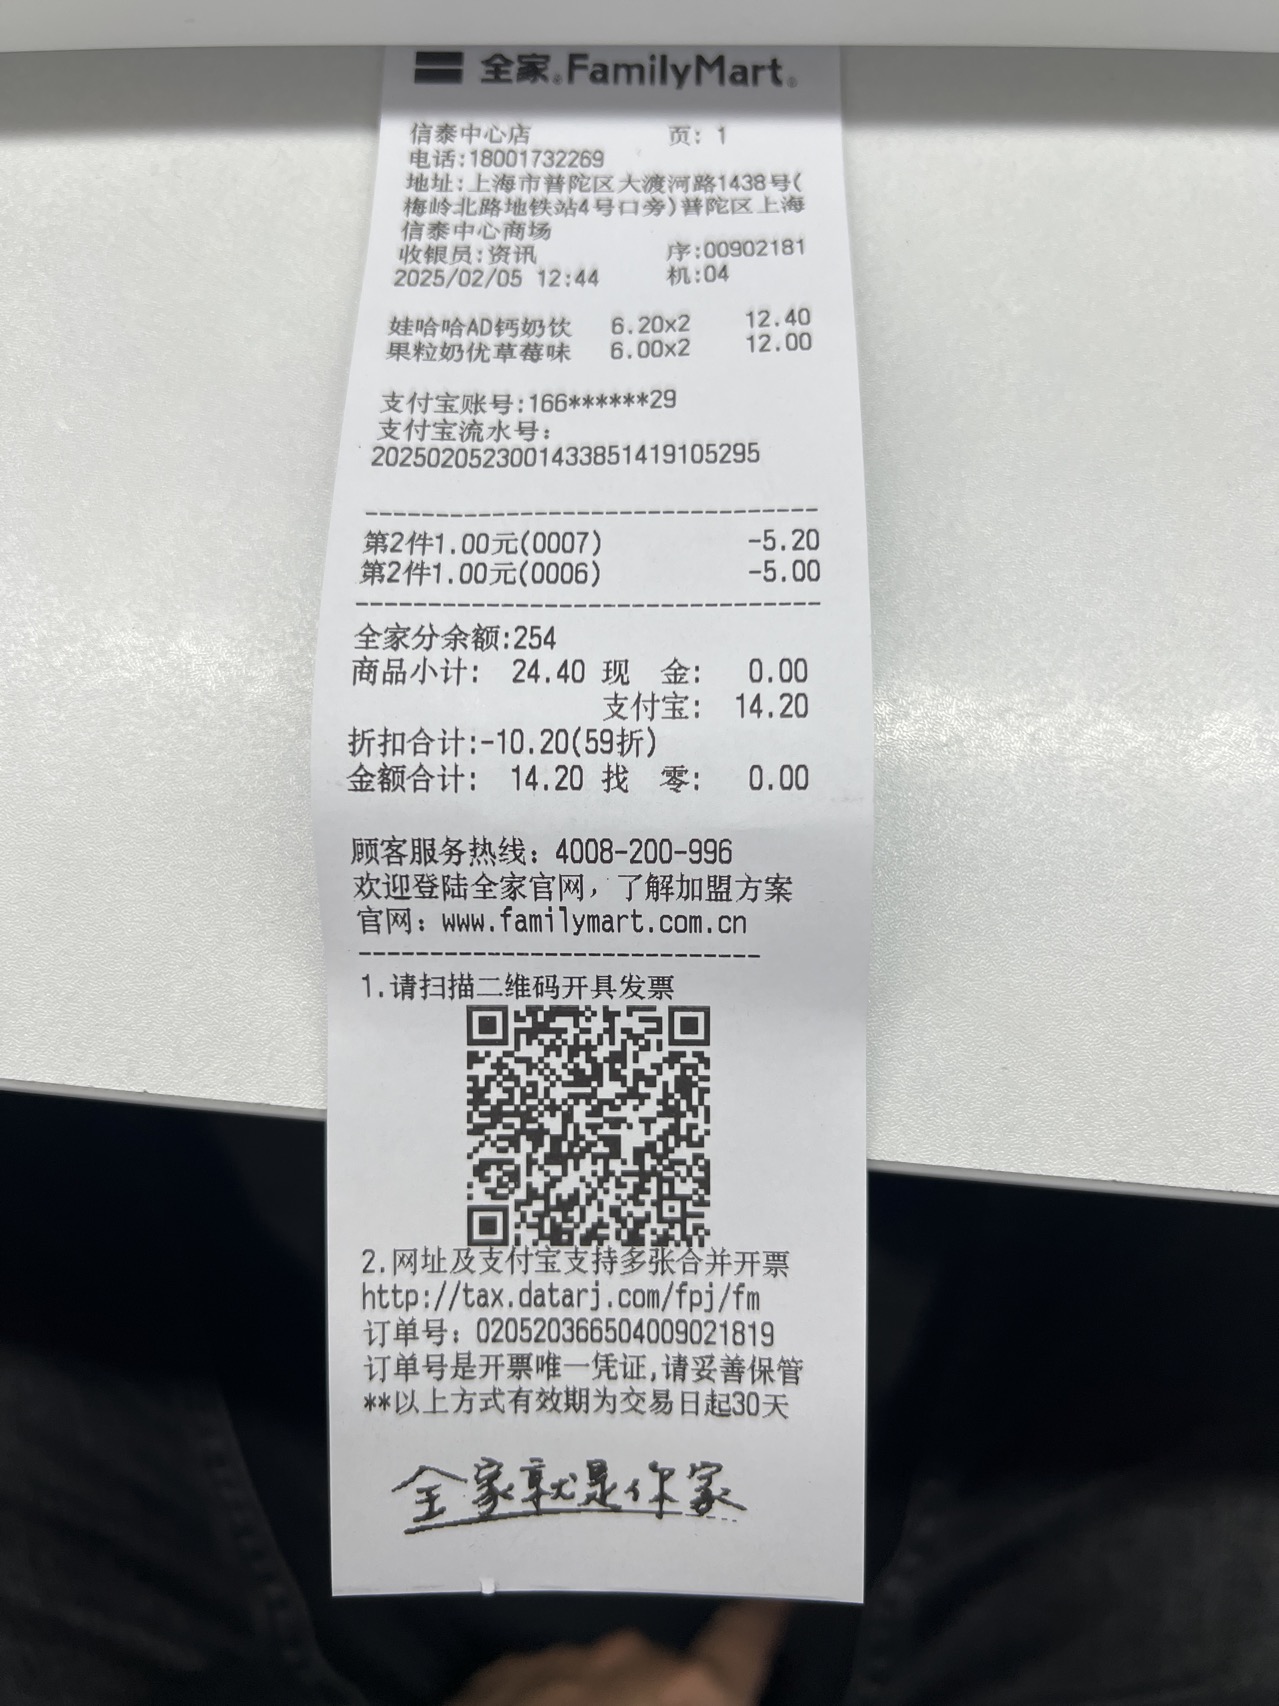 全家®FamilyMart®
信泰中心店 页: 1
电话:18001732269
地址:上海市普陀区大渡河路1438号(
梅岭北路地铁站4号口旁)普陀区上海
信泰中心商场
收银员:资讯 序:00902181
2025/02/05 12:44 机:04
娃哈哈AD钙奶饮 6.20x2 12.40
果粒奶优草莓味 6.00x2 12.00
支付宝账号:166******29
支付宝流水号:
2025020523001433851419105295
--------------------------------
第2件1.00元(0007) -5.20
第2件1.00元(0006) -5.00
--------------------------------
全家分余额:254
商品小计: 24.40 现 金: 0.00
支付宝: 14.20
折扣合计:-10.20(59折)
金额合计: 14.20 找 零: 0.00
顾客服务热线: 4008-200-996
欢迎登陆全家官网, 了解加盟方案
官网: www.familymart.com.cn
----------------------------
1.请扫描二维码开具发票
2.网址及支付宝支持多张合并开票
http://tax.datarj.com/fpj/fm
订单号: 020520366504009021819
订单号是开票唯一凭证,请妥善保管
**以上方式有效期为交易日起30天
全家就是你家